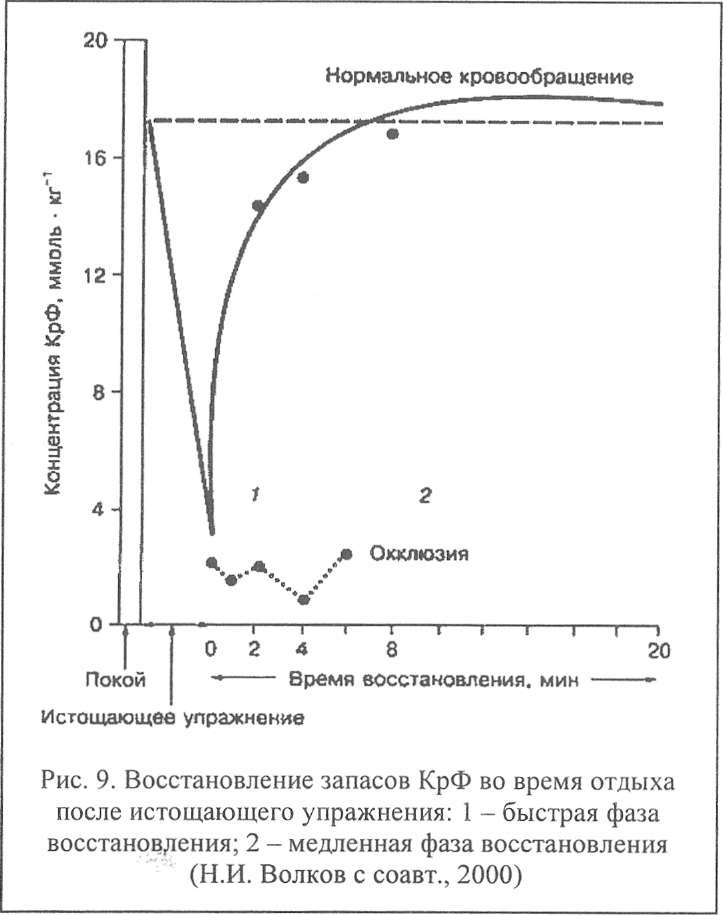 20
Нормальное кровообращение
16
12
8
4
0
Концентрация КрФ, ммоль · кг⁻¹
1
2
Окклюзия
0 2 4 8 20
Покой
Время восстановления, мин
Истощающее упражнение
Рис. 9. Восстановление запасов КрФ во время отдыха
после истощающего упражнения: 1 – быстрая фаза
восстановления; 2 – медленная фаза восстановления
(Н.И. Волков с соавт., 2000)